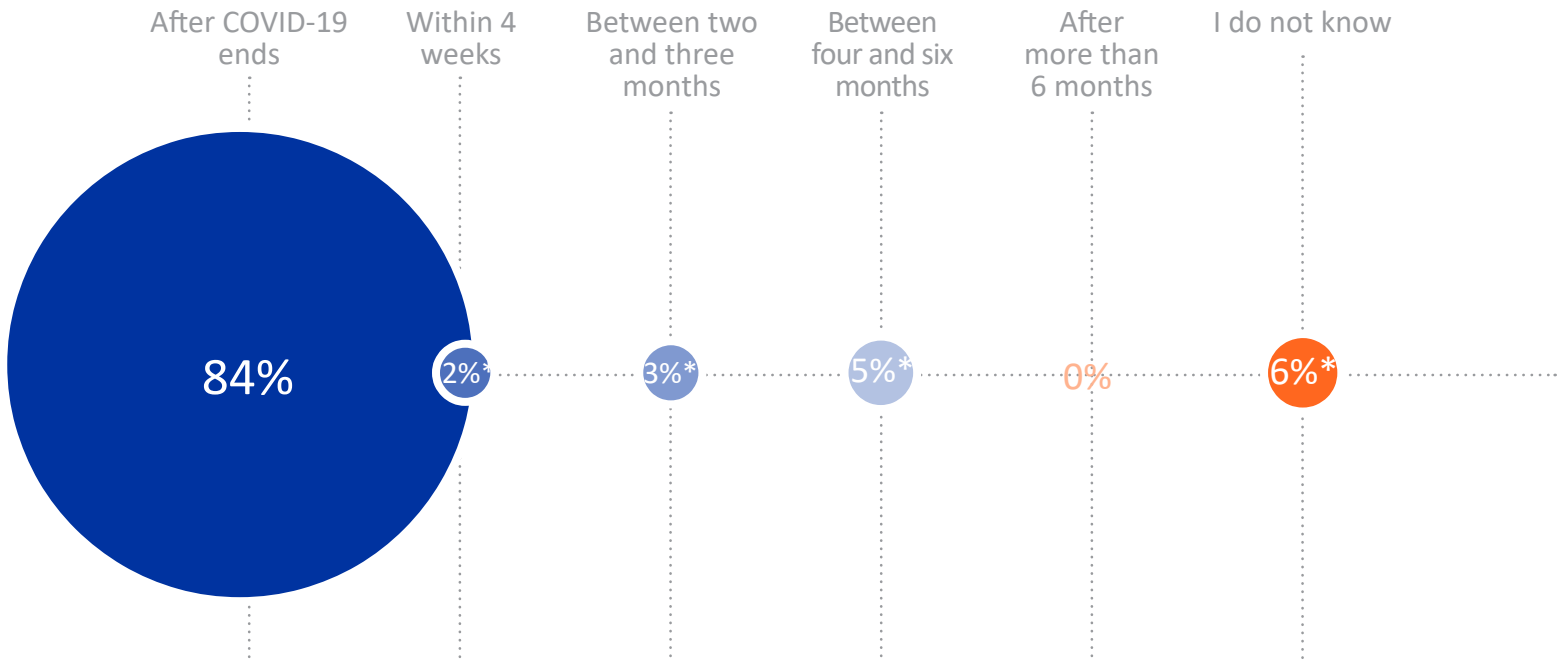 After COVID-19
ends
Within 4
weeks
Between two
and three
months
Between
four and six
months
After
more than
6 months
I do not know
84%
2%*
3%*
5%*
0%
6%*